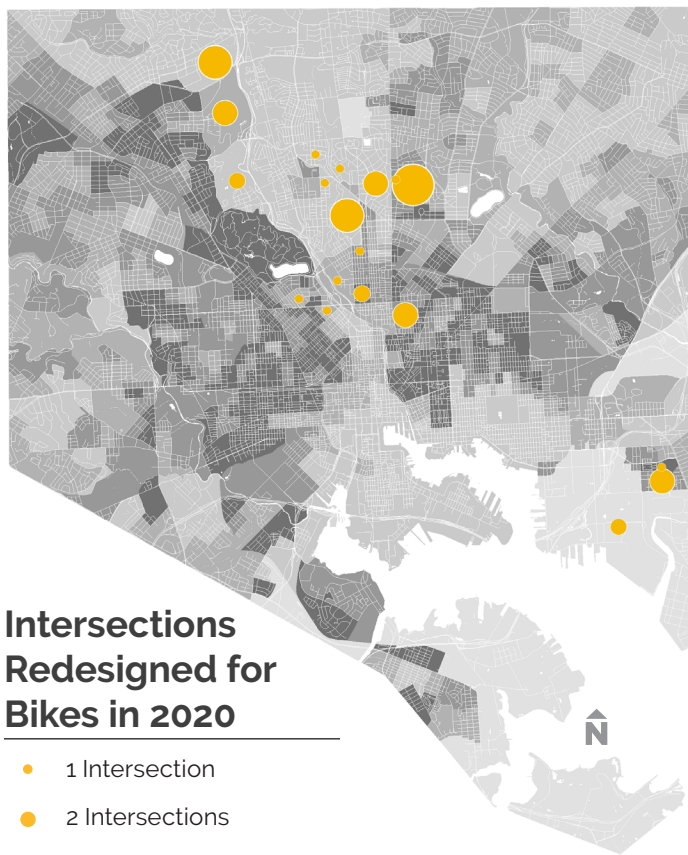 Intersections
Redesigned for
Bikes in 2020
1 Intersection
2 Intersections
N